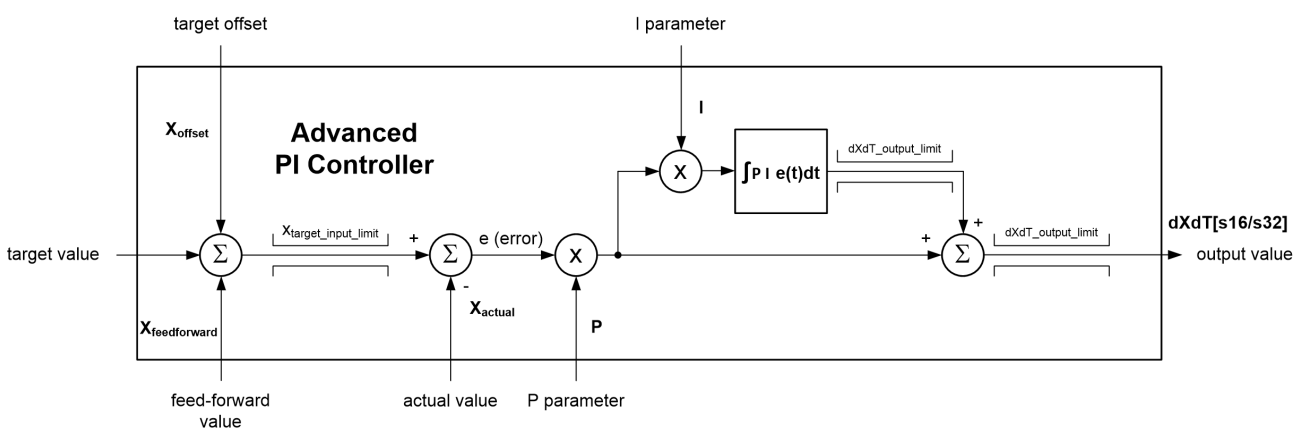 target offset
I parameter
Xoffset
Advanced
PI Controller
I
X
∫P I e(t)dt
dXdT_output_limit
target value
Σ
Xtarget_input_limit
+
Σ
e (error)
X
+
+
Σ
dXdT_output_limit
dXdT[s16/s32]
output value
-
Xfeedforward
Xactual
P
feed-forward
value
actual value
P parameter